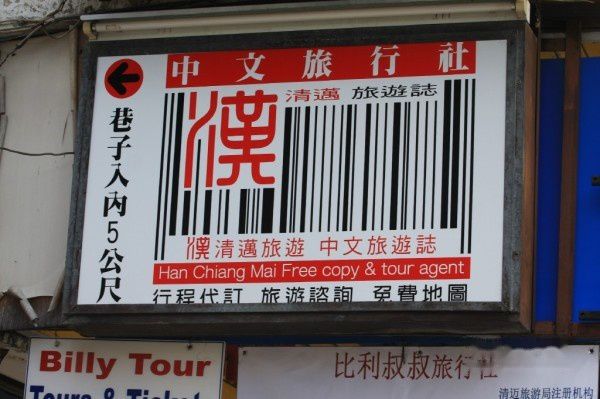 中文旅行社
巷子入內5公尺
漢
清邁 旅遊誌
漢清邁旅遊 中文旅遊誌
Han Chiang Mai Free copy & tour agent
行程代訂 旅遊諮詢 免費地圖
Billy Tour
Tours & Ticket
比利叔叔旅行社
清迈旅游局注册机构